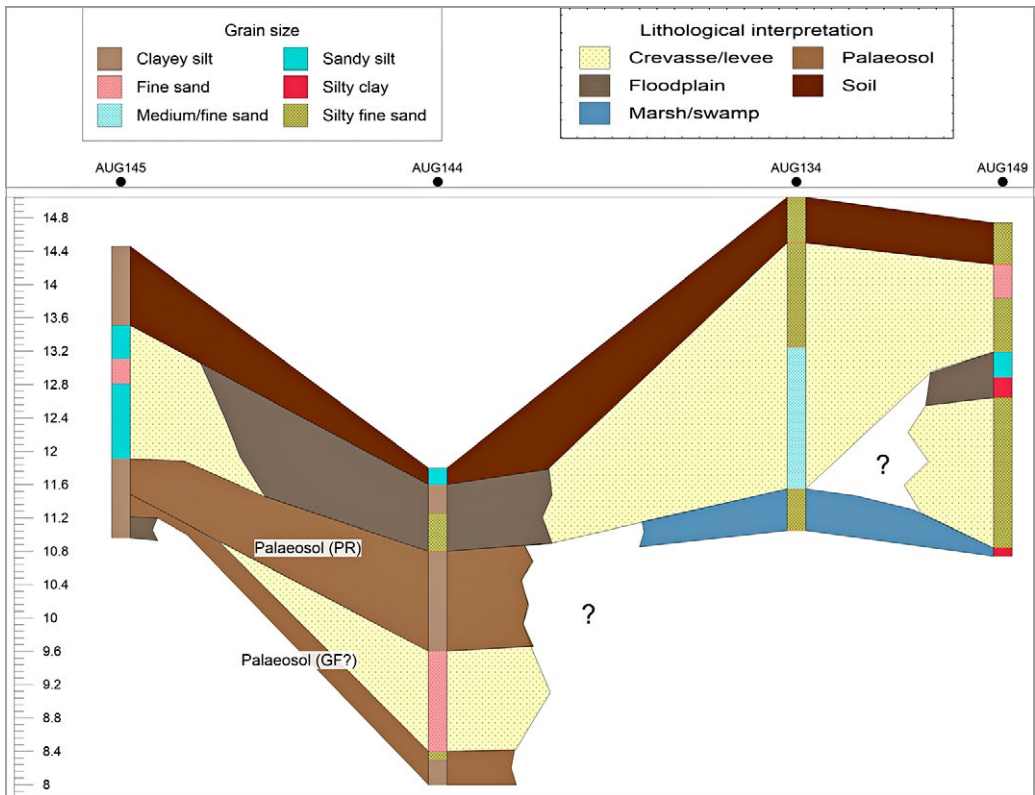 Grain size
Clayey silt
Sandy silt
Fine sand
Silty clay
Medium/fine sand
Silty fine sand
Lithological interpretation
Crevasse/levee
Palaeosol
Floodplain
Soil
Marsh/swamp
AUG145
AUG144
AUG134
AUG149
14.8
14.4
14
13.6
13.2
12.8
12.4
12
?
11.6
11.2
10.8
Palaeosol (PR)
10.4
10
?
9.6
Palaeosol (GF?)
9.2
8.8
8.4
8